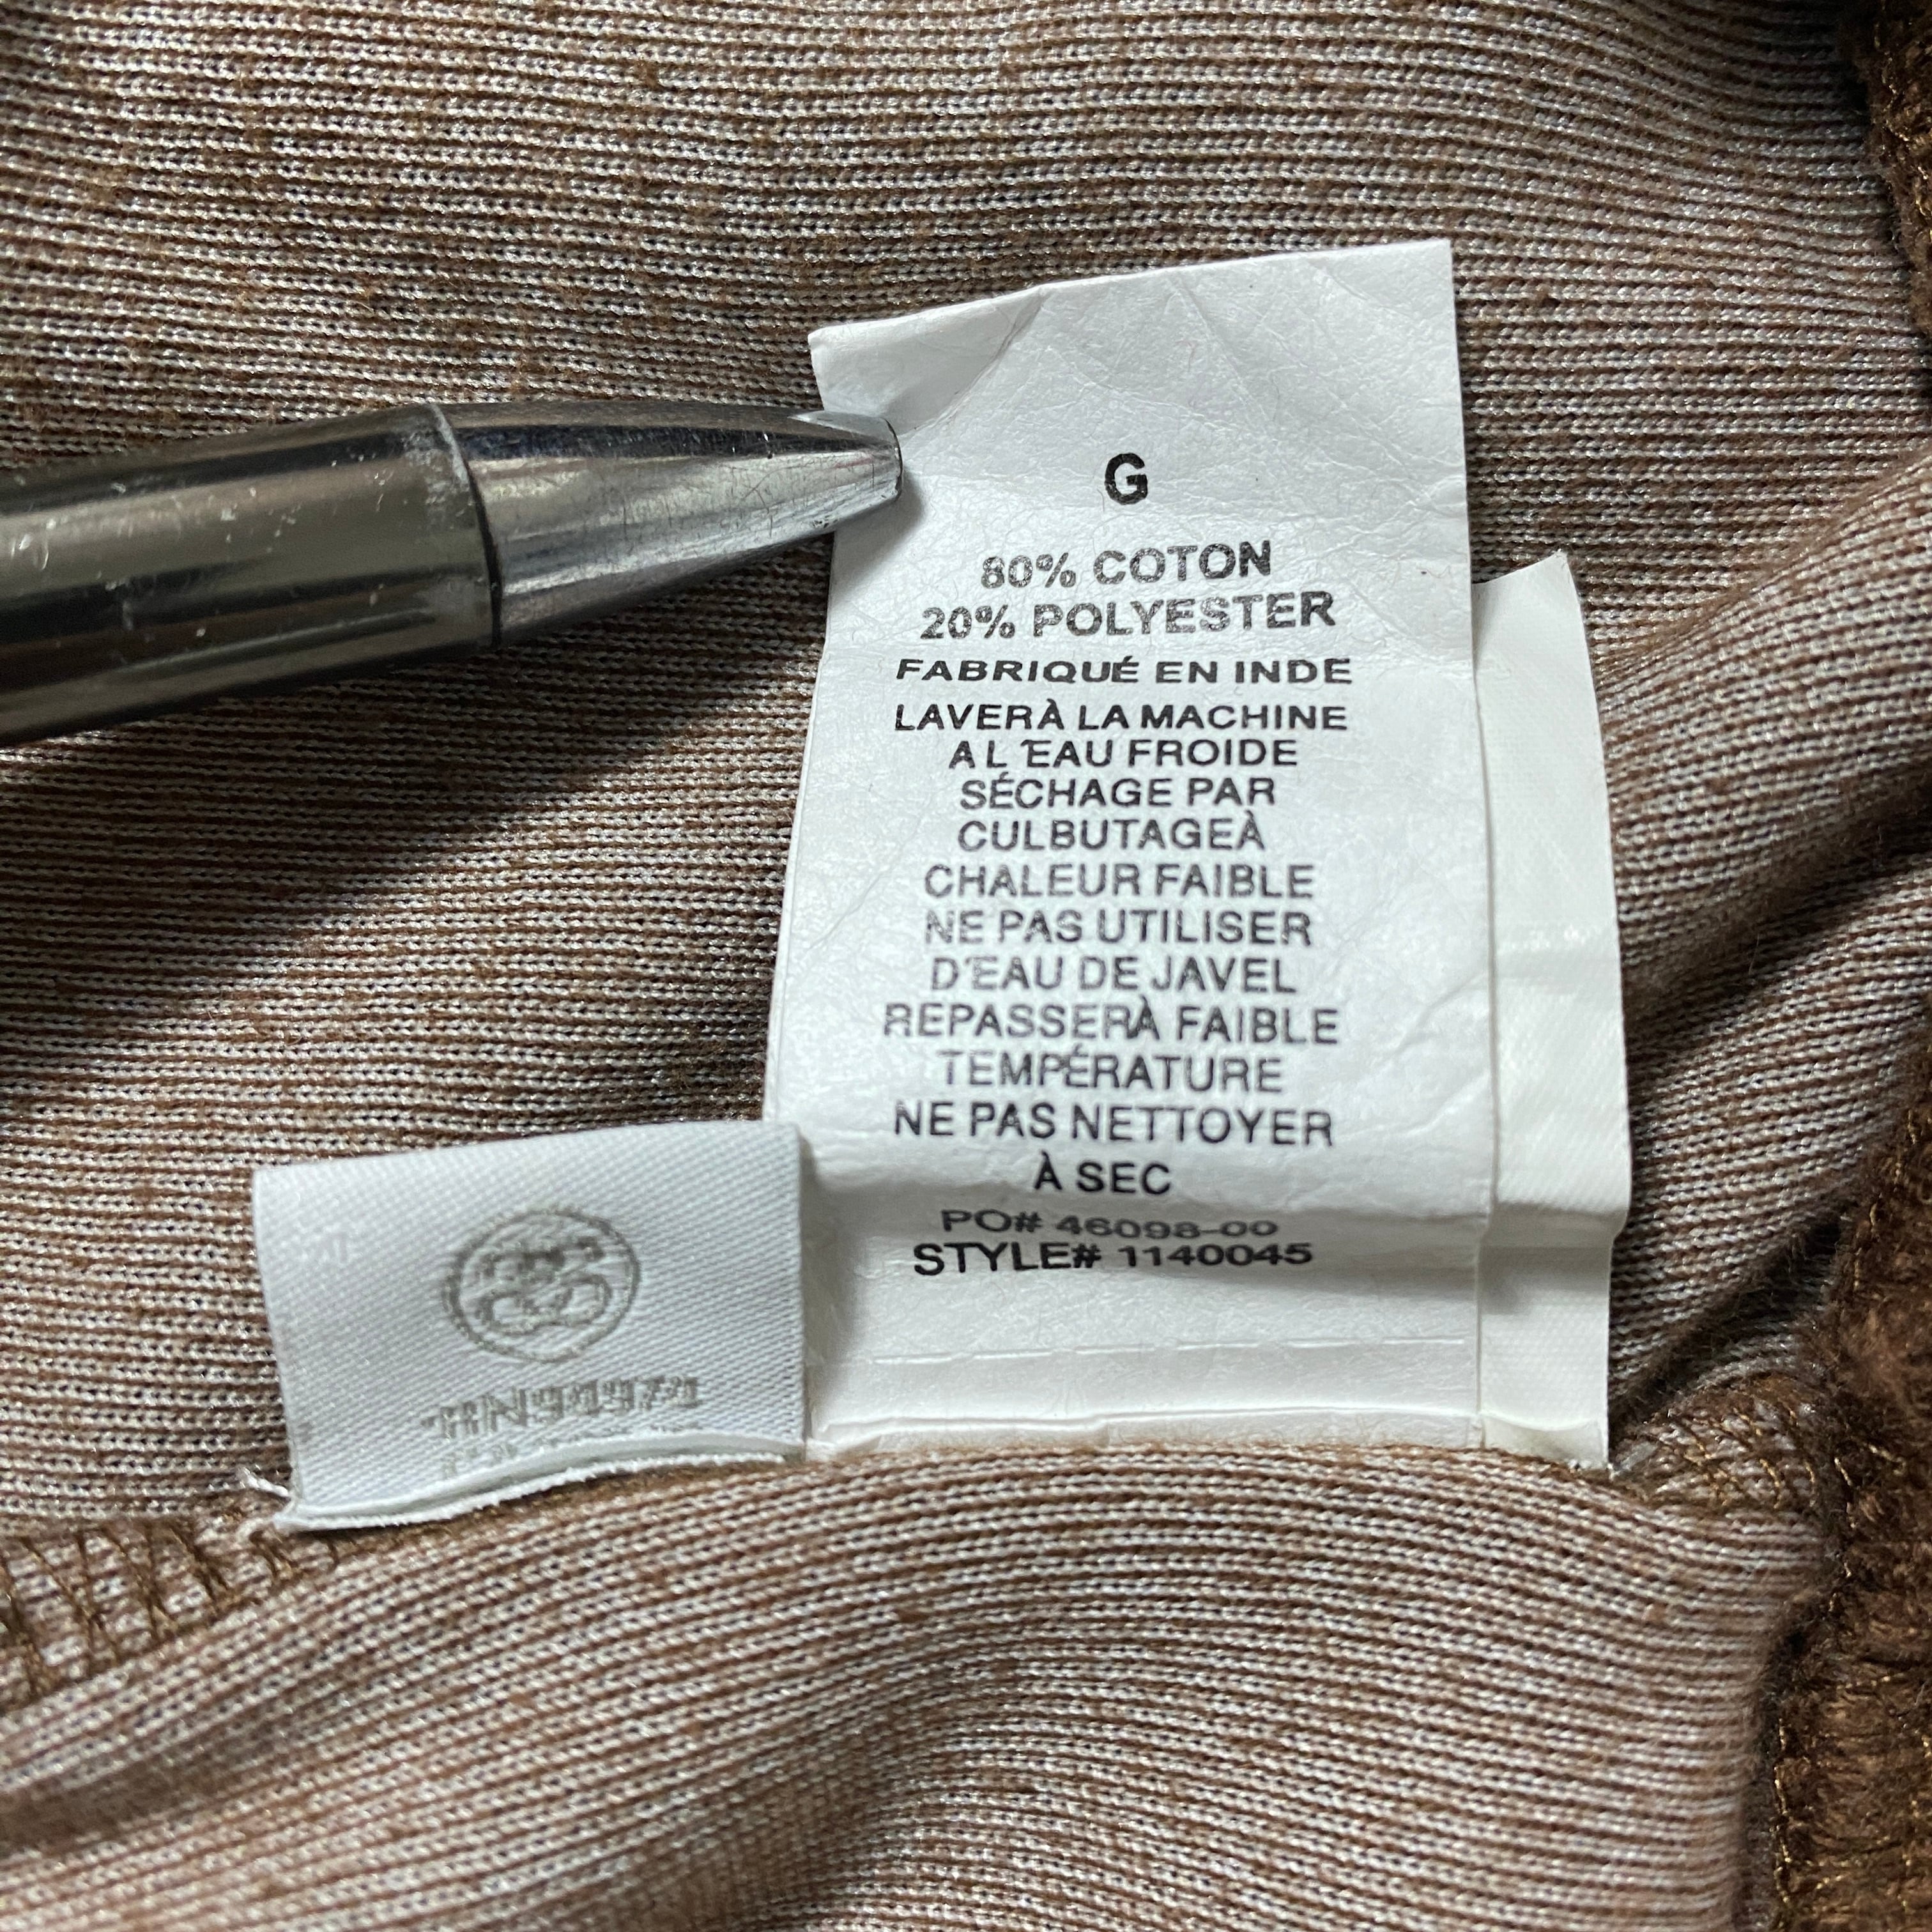 G
80% COTON
20% POLYESTER
FABRIQUÉ EN INDE
LAVERÀ LA MACHINE
A L'EAU FROIDE
SÉCHAGE PAR
CULBUTAGEÀ
CHALEUR FAIBLE
NE PAS UTILISER
D'EAU DE JAVEL
REPASSERÀ FAIBLE
TEMPÉRATURE
NE PAS NETTOYER
À SEC
PO# 46098-00
STYLE# 1140045